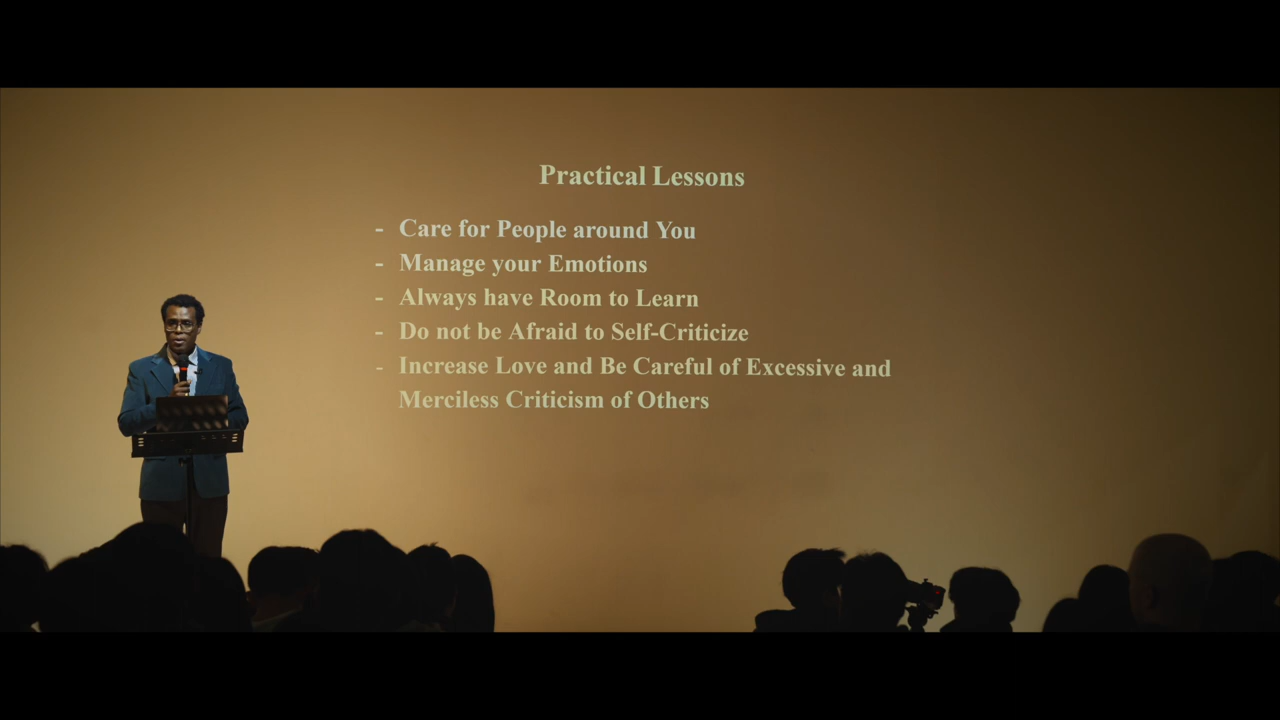 Practical Lessons
- Care for People around You
- Manage your Emotions
- Always have Room to Learn
- Do not be Afraid to Self-Criticize
- Increase Love and Be Careful of Excessive and
Merciless Criticism of Others